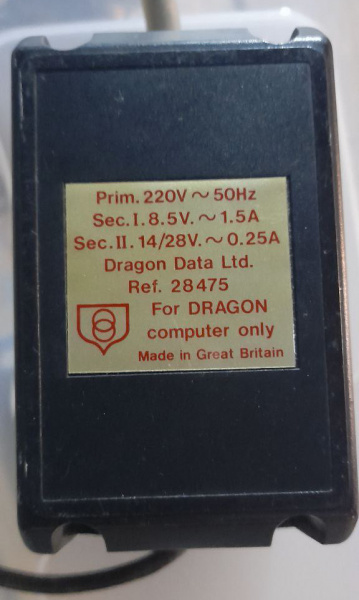 Prim. 220V ~ 50Hz
Sec. I. 8.5V. ~ 1.5A
Sec. II. 14/28V. ~ 0.25A
Dragon Data Ltd.
Ref. 28475
For DRAGON
computer only
Made in Great Britain